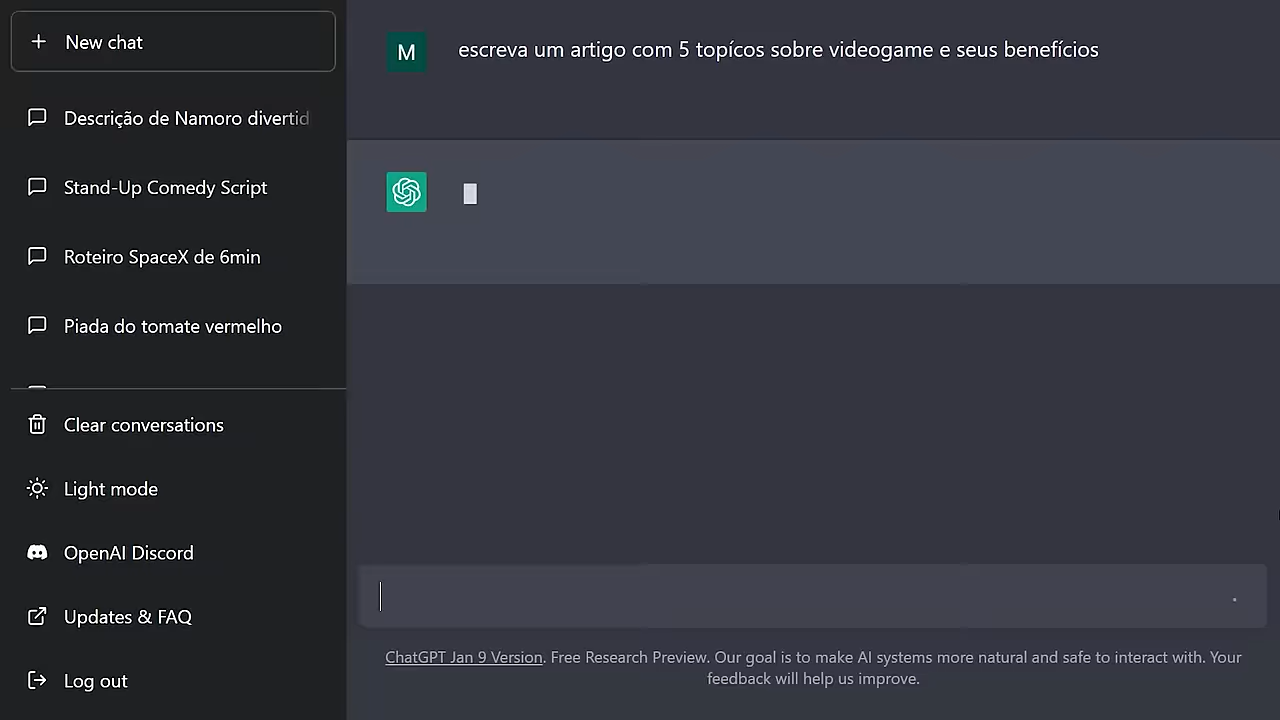 New chat
Descrição de Namoro divertid
Stand-Up Comedy Script
Roteiro SpaceX de 6min
Piada do tomate vermelho
Clear conversations
Light mode
OpenAI Discord
Updates & FAQ
Log out
M
escreva um artigo com 5 topícos sobre videogame e seus benefícios
ChatGPT Jan 9 Version. Free Research Preview. Our goal is to make AI systems more natural and safe to interact with. Your
feedback will help us improve.